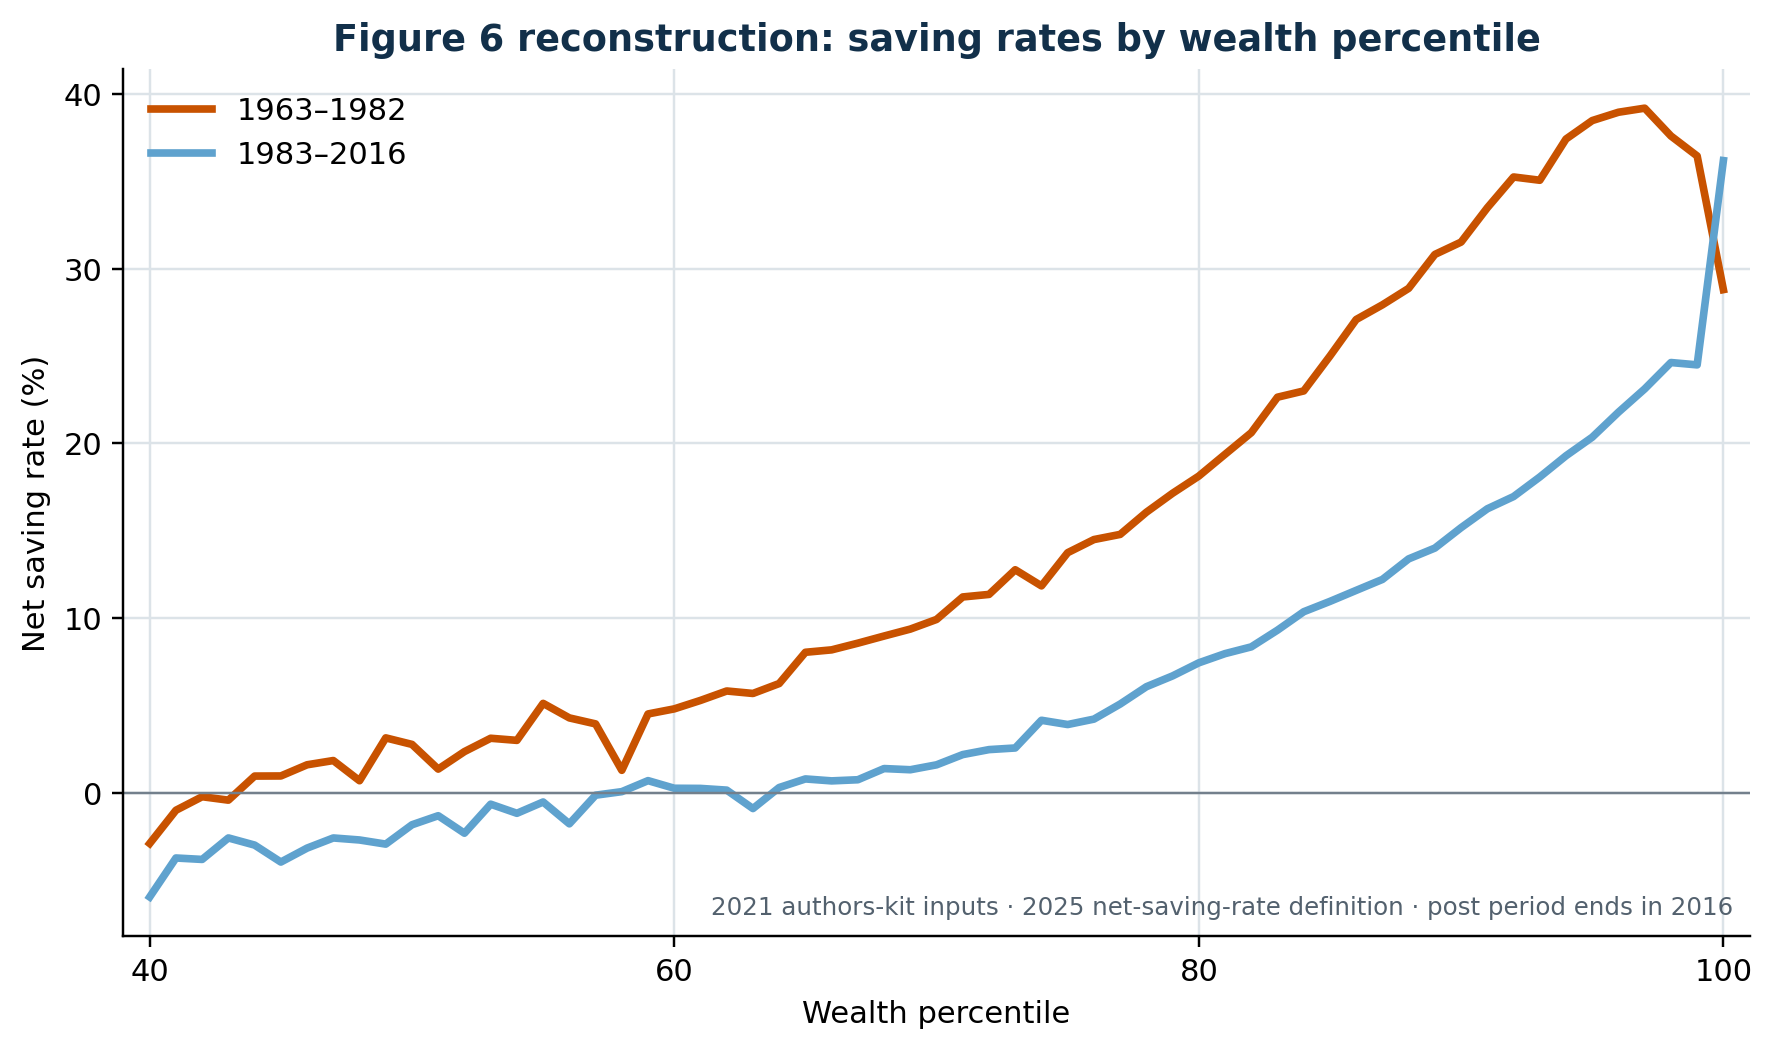 Figure 6 reconstruction: saving rates by wealth percentile
1963–1982
1983–2016
Net saving rate (%)
40
30
20
10
0
2021 authors-kit inputs · 2025 net-saving-rate definition · post period ends in 2016
40
60
80
100
Wealth percentile